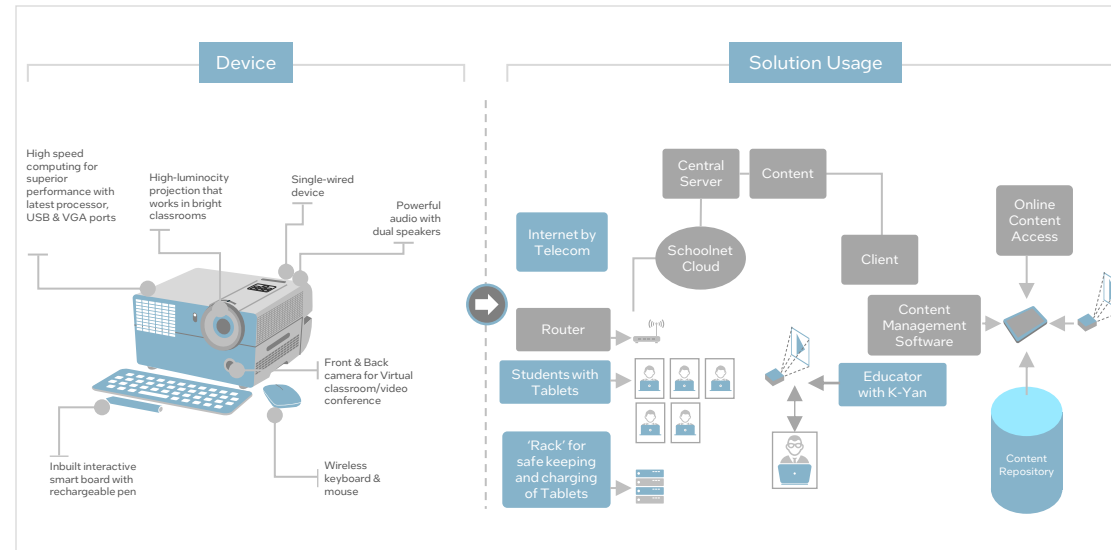 Device
Solution Usage
High speed
computing for
superior
performance with
latest processor,
USB & VGA ports
High-luminocity
projection that
works in bright
classrooms
Single-wired
device
Powerful
audio with
dual speakers
Front & Back
camera for Virtual
classroom/video
conference
Inbuilt interactive
smart board with
rechargeable pen
Wireless
keyboard &
mouse
Central
Server
Content
Internet by
Telecom
Schoolnet
Cloud
Client
Online
Content
Access
Router
Content
Management
Software
Students with
Tablets
Educator
with K-Yan
'Rack' for
safe keeping
and charging
of Tablets
Content
Repository